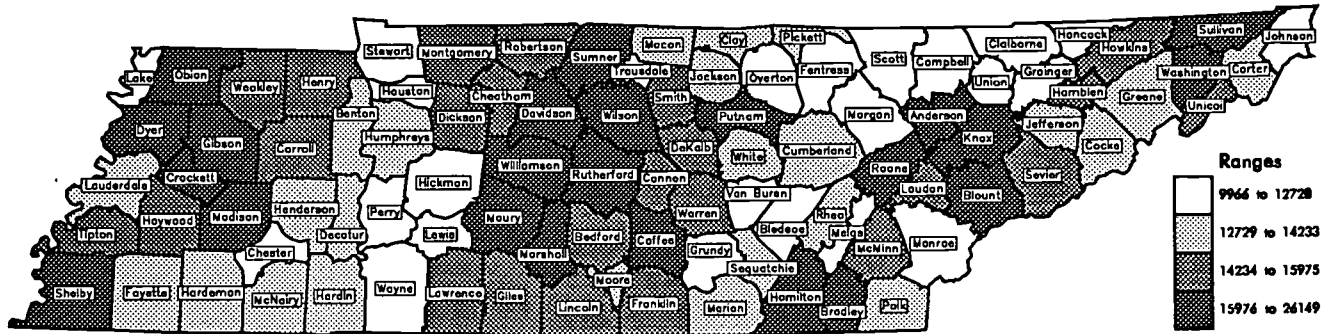 Stewart
Montgomery
Robertson
Sumner
Macon
Clay
Pickett
Scott
Claiborne
Hancock
Hawkins
Sullivan
Johnson
Lake
Obion
Weakley
Henry
Houston
Cheatham
Trousdale
Jackson
Overton
Fentress
Campbell
Union
Grainger
Hamblen
Greene
Washington
Carter
Unicoi
Dyer
Gibson
Carroll
Benton
Humphreys
Dickson
Davidson
Wilson
Smith
Putnam
Morgan
Anderson
Knox
Jefferson
Cocke
Lauderdale
Crockett
Haywood
Madison
Henderson
Decatur
Perry
Hickman
Williamson
Rutherford
Cannon
DeKalb
White
Cumberland
Roane
Loudon
Blount
Sevier
Tipton
Chester
Lewis
Maury
Marshall
Bedford
Coffee
Warren
Van Buren
Bledsoe
Rhea
Meigs
McMinn
Monroe
Shelby
Fayette
Hardeman
McNairy
Hardin
Wayne
Lawrence
Giles
Lincoln
Moore
Franklin
Grundy
Sequatchie
Marion
Hamilton
Bradley
Polk
Ranges
9966 to 12728
12729 to 14233
14234 to 15975
15976 to 26149